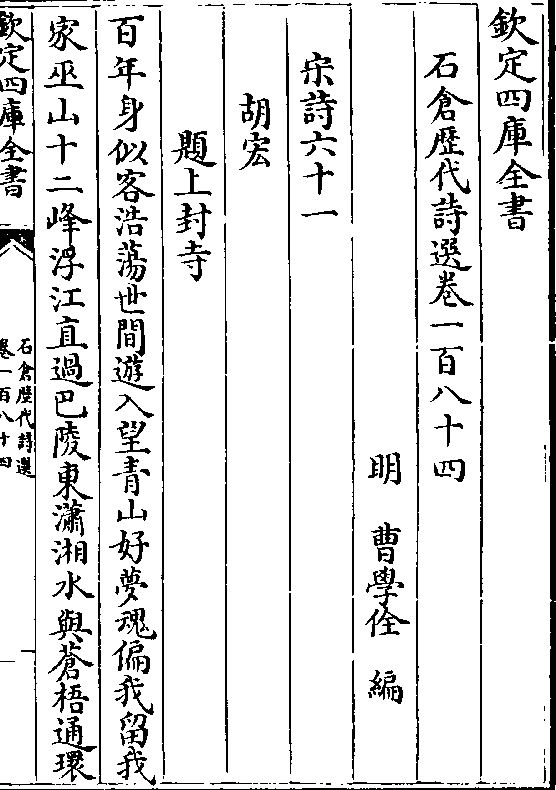 欽定四庫全書
石倉歴代詩選卷一百八十四
明 曹學佺 編
宋詩六十一
胡宏
題上封寺
百年身似客浩蕩世間遊入望青山好夢魂偏我留我
家巫山十二峰浮江直過巴陵東瀟湘水與蒼梧通環
欽定四庫全書
石倉歴代詩選
卷一百八十四